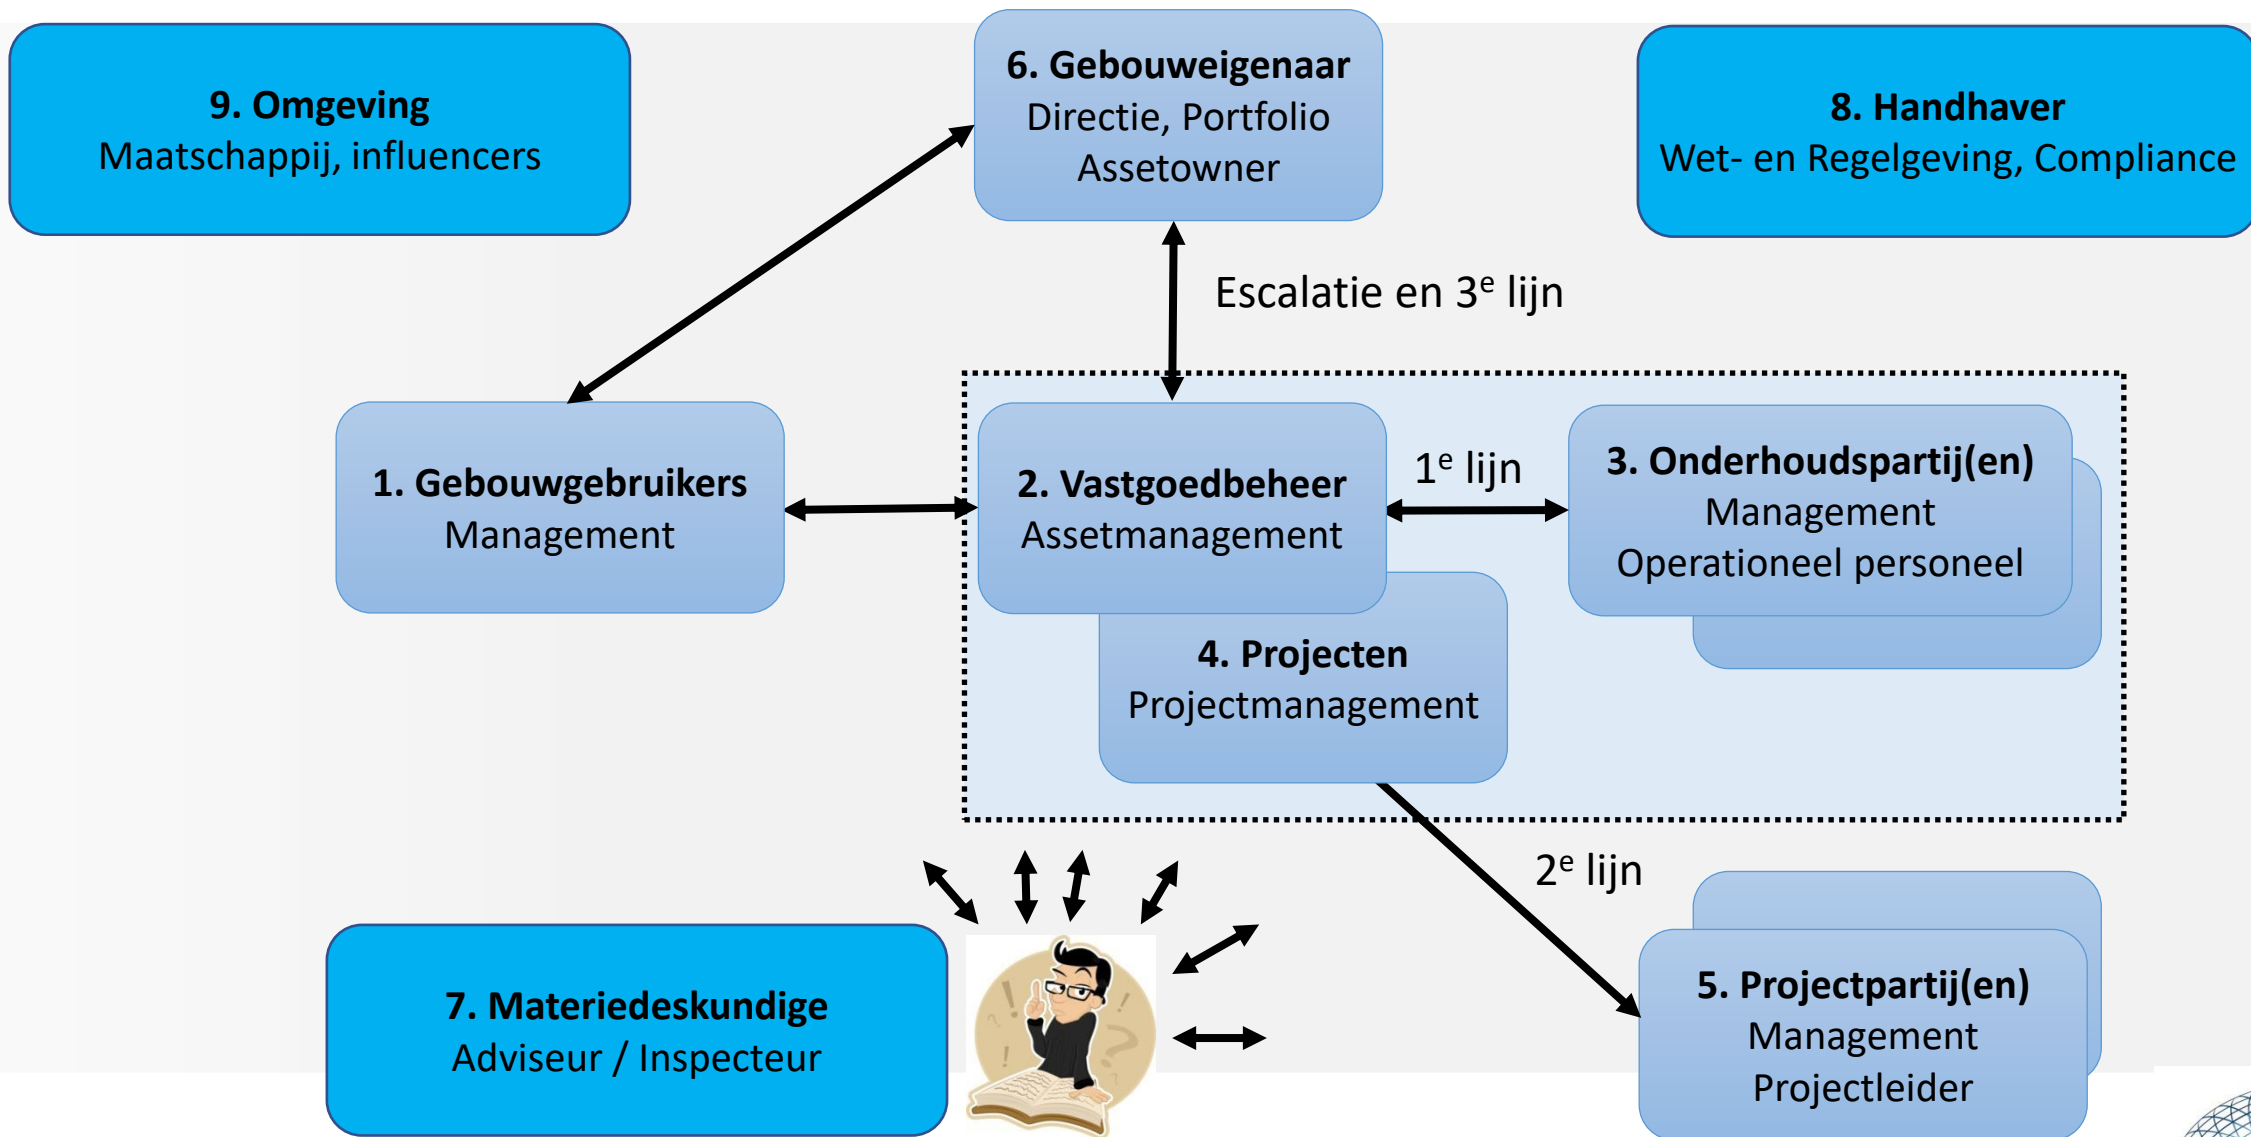 9. Omgeving
Maatschappij, influencers
6. Gebouweigenaar
Directie, Portfolio
Assetowner
8. Handhaver
Wet- en Regelgeving, Compliance
Escalatie en 3e lijn
1. Gebouwgebruikers
Management
2. Vastgoedbeheer
Assetmanagement
1e lijn
3. Onderhoudspartij(en)
Management
Operationeel personeel
4. Projecten
Projectmanagement
2e lijn
7. Materiedeskundige
Adviseur / Inspecteur
5. Projectpartij(en)
Management
Projectleider